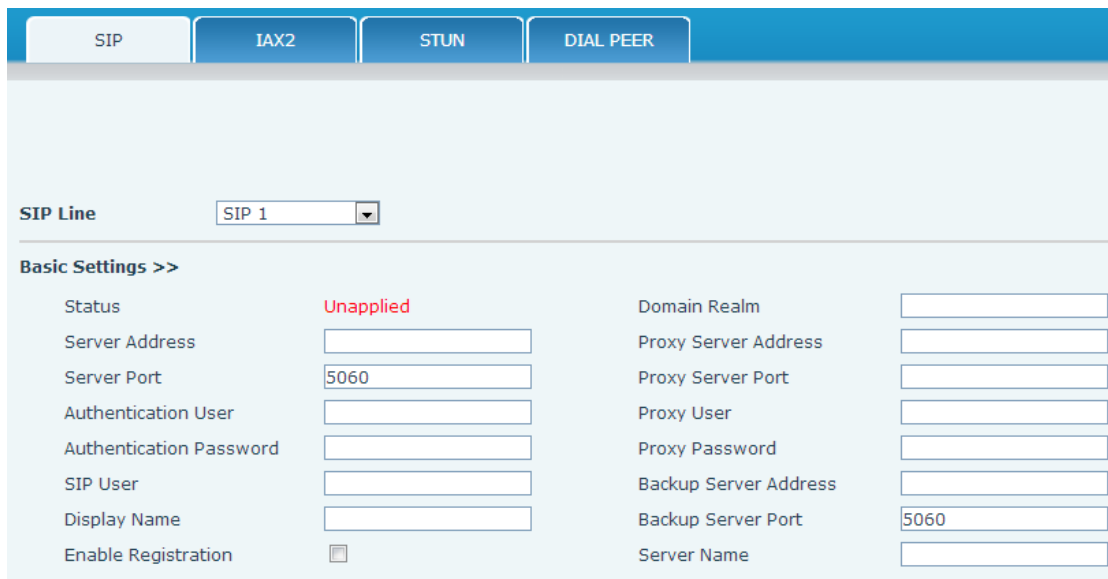 SIP IAX2 STUN DIAL PEER
SIP Line SIP 1
Basic Settings >>
Status Unapplied Domain Realm
Server Address Proxy Server Address
Server Port 5060 Proxy Server Port
Authentication User Proxy User
Authentication Password Proxy Password
SIP User Backup Server Address
Display Name Backup Server Port 5060
Enable Registration Server Name